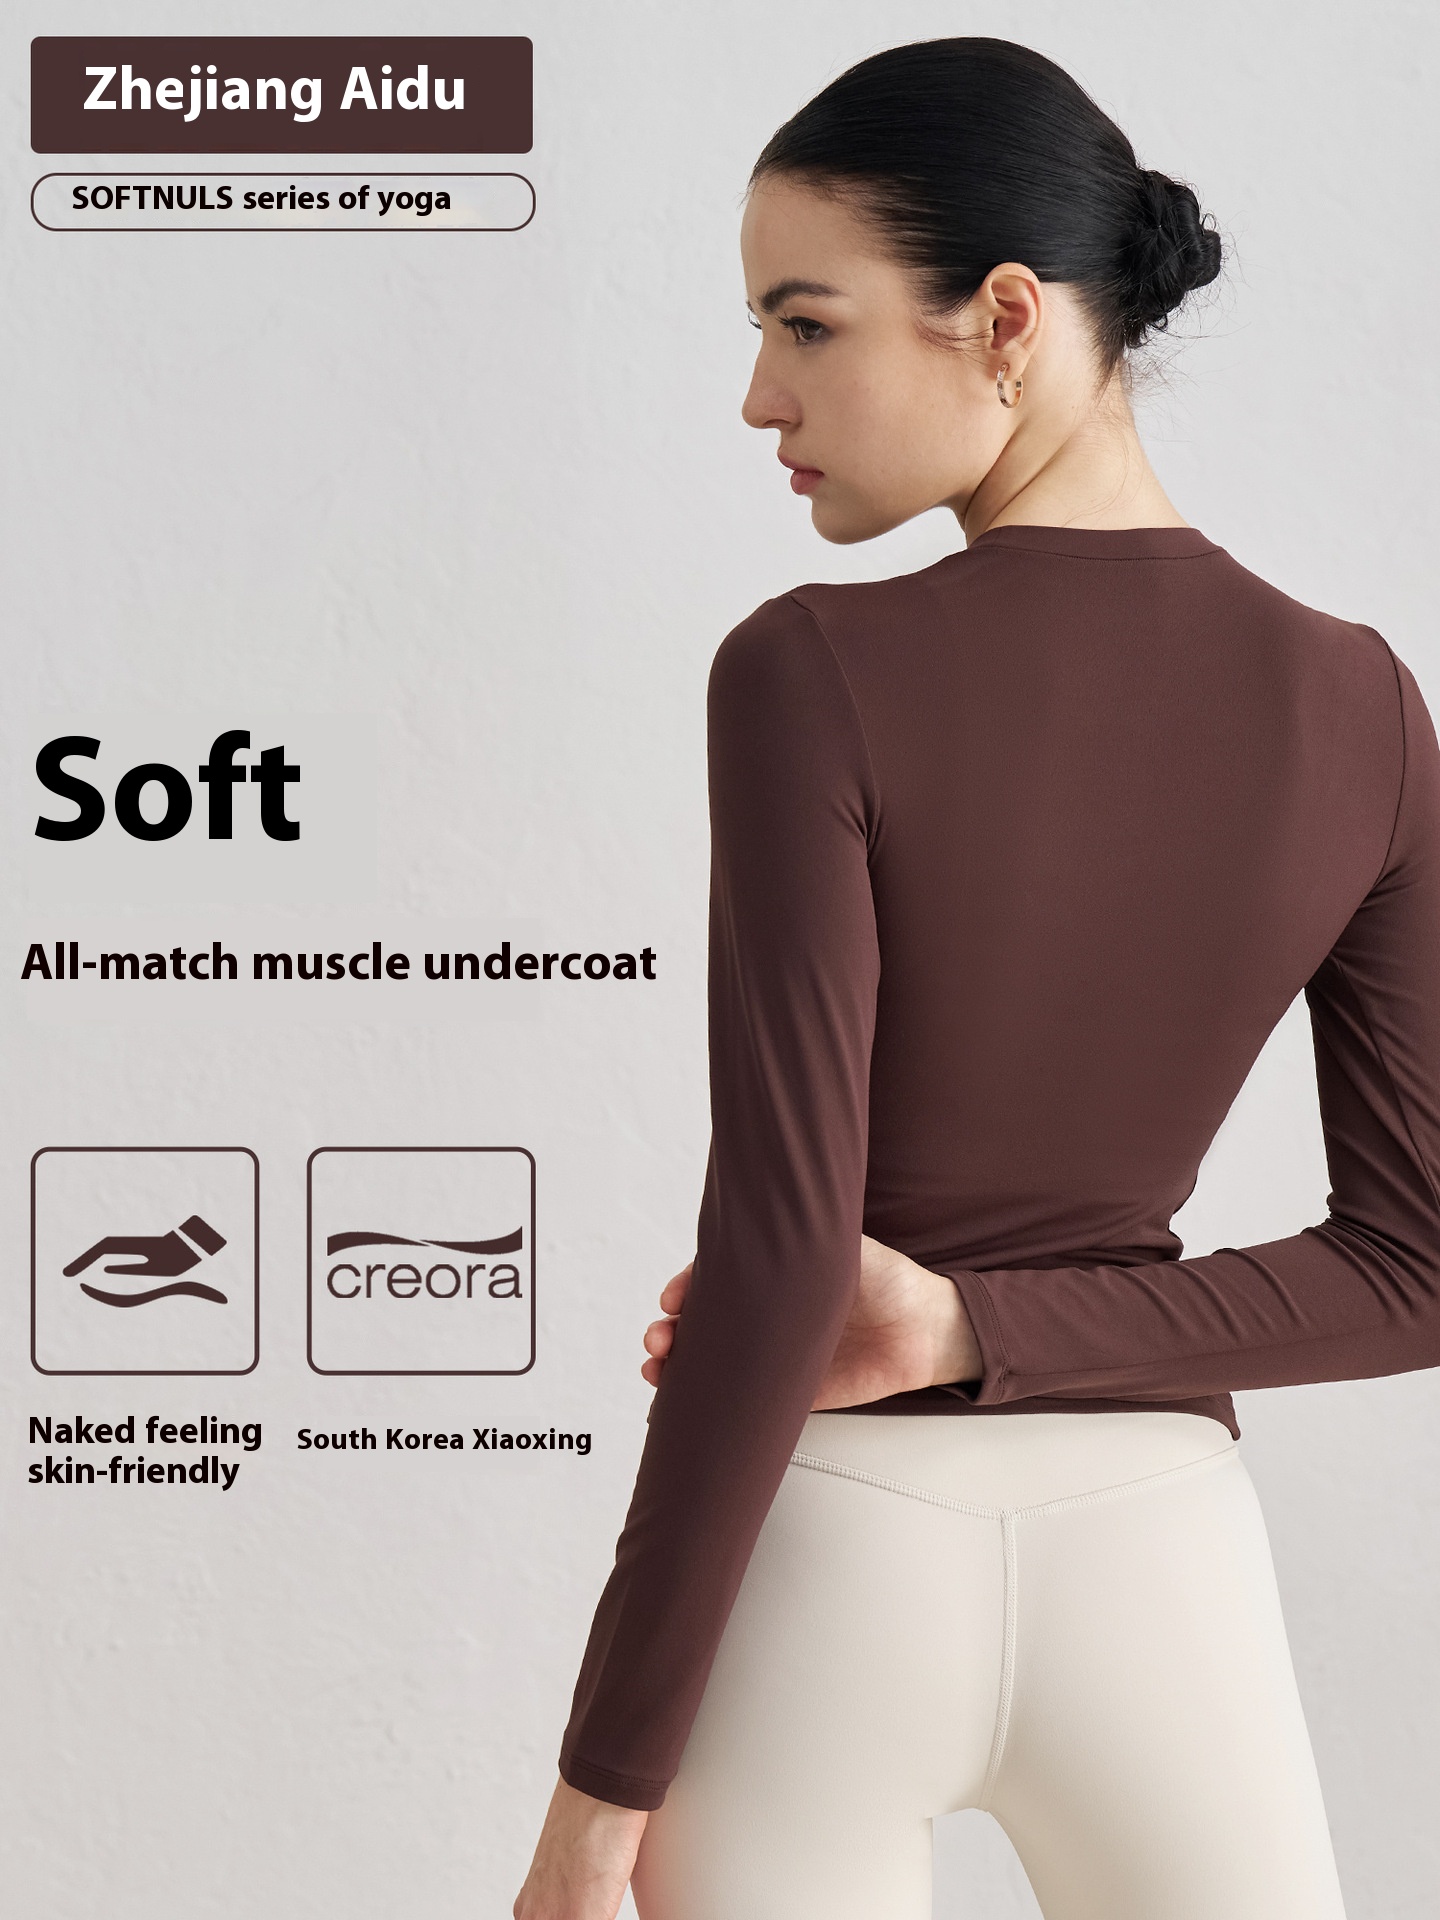 Zhejiang Aidu
SOFTNULS series of yoga
Soft
All-match muscle undercoat
creora
Naked feeling
skin-friendly
South Korea Xiaoxing